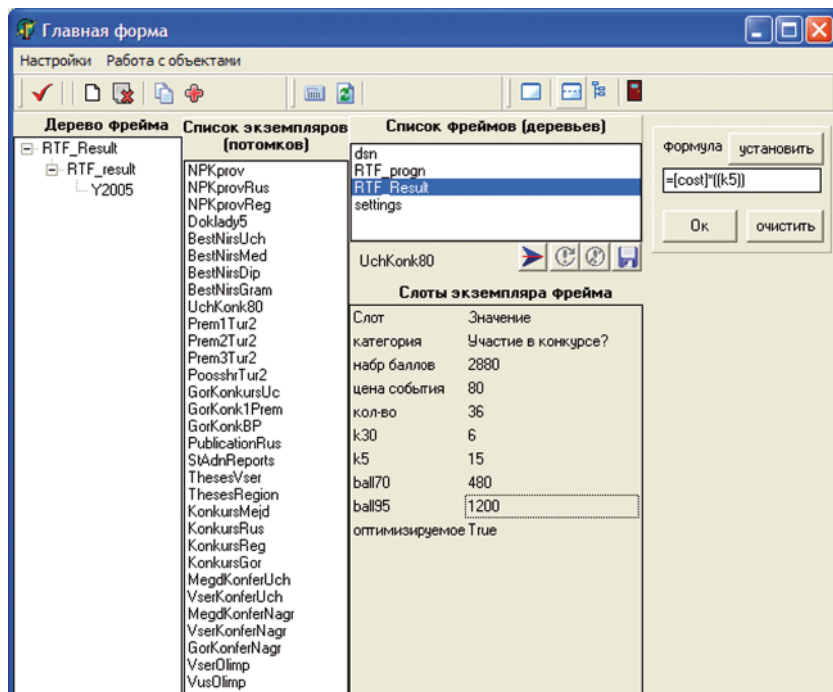 Главная форма
Настройки Работа с объектами
Дерево фрейма
RTF_Result
RTF_result
Y2005
Список экземпляров
(потомков)
NPKprov
NPKprovRus
NPKprovReg
Doklady5
BestNirsUch
BestNirsMed
BestNirsDip
BestNirsGram
UchKonk80
Prem1Tur2
Prem2Tur2
Prem3Tur2
PoosshrTur2
GorKonkursUc
GorKonk1Prem
GorKonkBP
PublicationRus
StAdnReports
ThesesVser
ThesesRegion
KonkursMejd
KonkursRus
KonkursReg
KonkursGor
MegdKonferUch
VserKonferUch
MegdKonferNagr
VserKonferNagr
GorKonferNagr
VserOlimp
VusOlimp
Список фреймов (деревьев)
dsn
RTF_progn
RTF_Result
settings
UchKonk80
Слоты экземпляра фрейма
Слот Значение
категория Участие в конкурсе?
набр баллов 2880
цена события 80
кол-во 36
k30 6
k5 15
ball70 480
ball95 1200
оптимизируемое True
формула установить
=[cost]*((k5))
Ок очистить